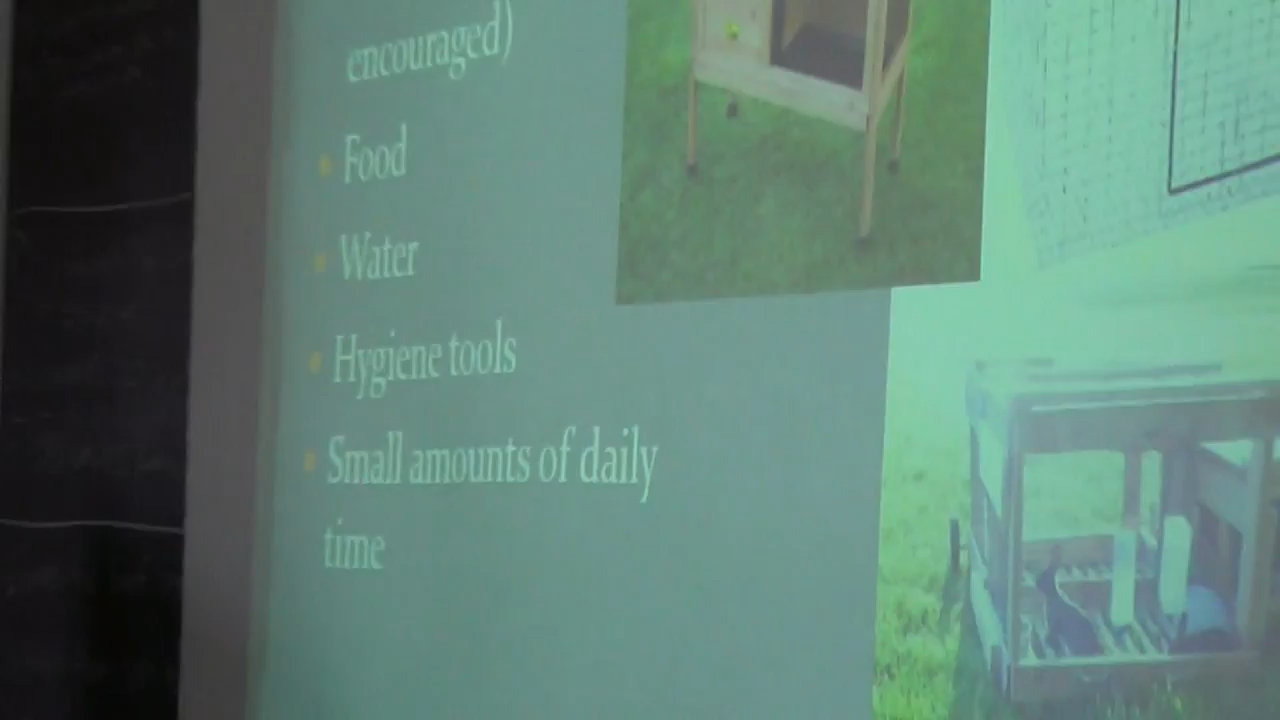 encouraged)
Food
Water
Hygiene tools
Small amounts of daily
time